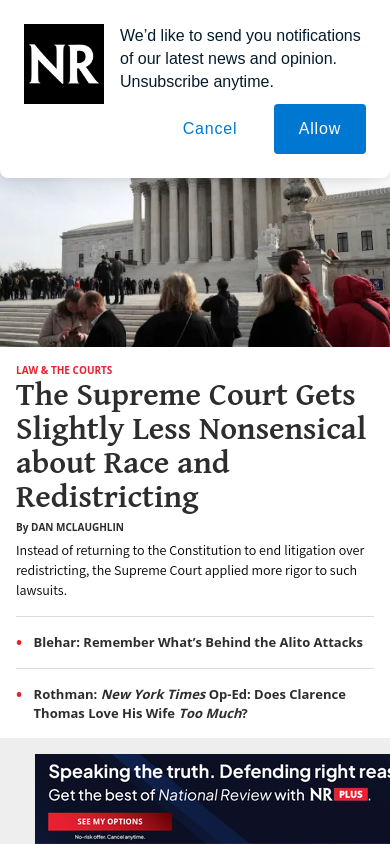 NR
We’d like to send you notifications
of our latest news and opinion.
Unsubscribe anytime.
Cancel
Allow
LAW & THE COURTS
The Supreme Court Gets
Slightly Less Nonsensical
about Race and
Redistricting
By DAN MCLAUGHLIN
Instead of returning to the Constitution to end litigation over
redistricting, the Supreme Court applied more rigor to such
lawsuits.
• Blehar: Remember What’s Behind the Alito Attacks
• Rothman: New York Times Op-Ed: Does Clarence
Thomas Love His Wife Too Much?
Speaking the truth. Defending right reas
Get the best of National Review with NR PLUS.
SEE MY OPTIONS
No-risk offer. Cancel anytime.